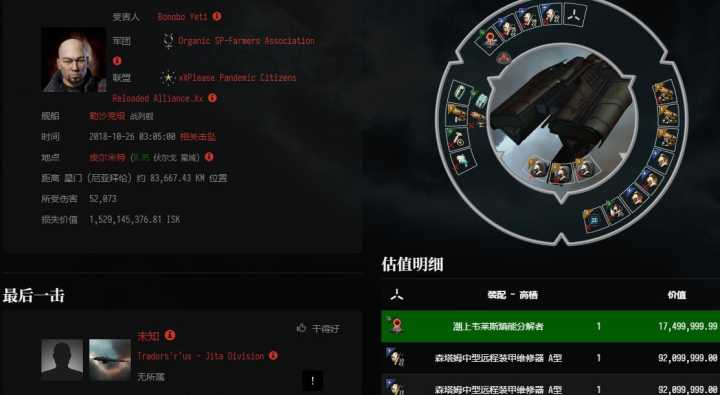 受害人 Bonobo Yeti
军团 Organic SP-Farmers Association
联盟 xXPlease Pandemic Citizens
Reloaded Alliance.Xx
舰船 勒沙克级 战列舰
时间 2018-10-26 03:05:00 相关击坠
地点 皮尔米特 (0.95 伏尔戈 星域)
距离 星门 (尼亚拜伦) 约 83,667.43 KM 位置
所受伤害 52,073
损失价值 1,529,145,376.81 ISK
最后一击
未知
干得好
Tradors'r'us - Jita Division
无所属
!
估值明细
装配 - 高槽 价值
潮上韦莱斯熵能分解者 1 17,499,999.99
森塔姆中型远程装甲维修器 A型 1 92,099,999.00
森塔姆中型远程装甲维修器 A型 1 92,099,999.00